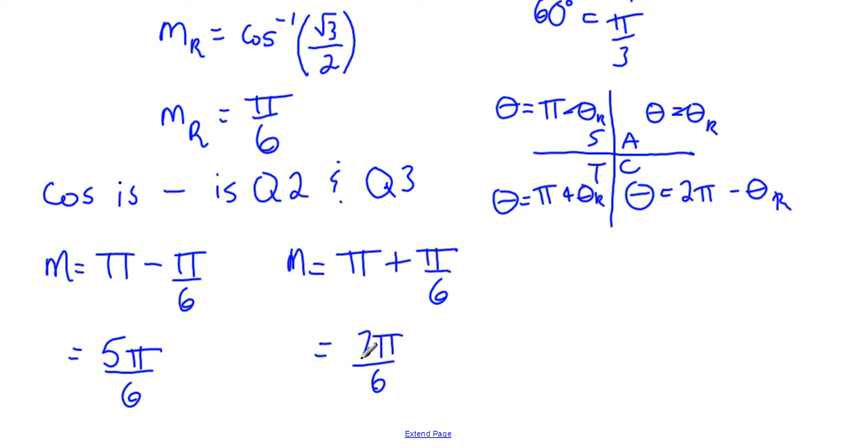 60° = π/3
m_R = cos⁻¹(√3/2)
m_R = π/6
θ = π - θ_R
θ = θ_R
S A
T C
θ = π + θ_R
θ = 2π - θ_R
cos is - is Q2 & Q3
m = π - π/6
m = π + π/6
= 5π/6
= 7π/6
Extend Page